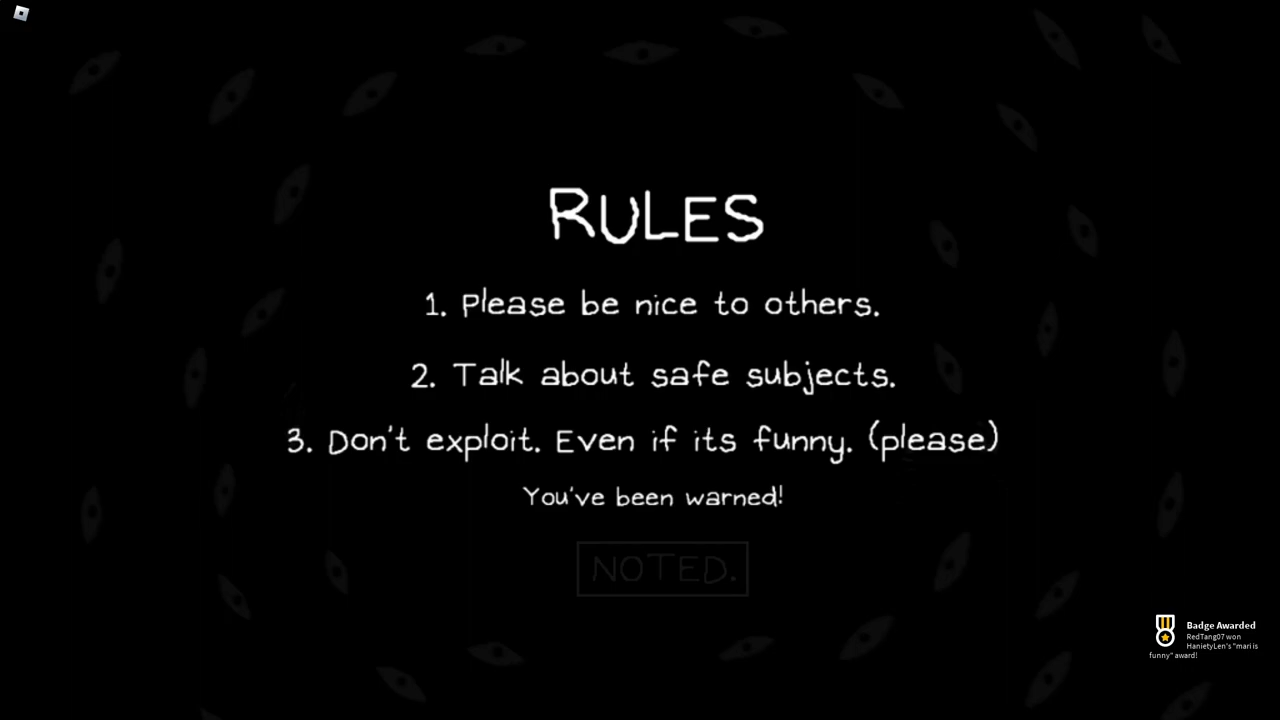 RULES
1. Please be nice to others.
2. Talk about safe subjects.
3. Don't exploit. Even if its funny. (please)
You've been warned!
NOTED.
Badge Awarded
RedTang07 won
HanietyLen's "mari is
funny" award!